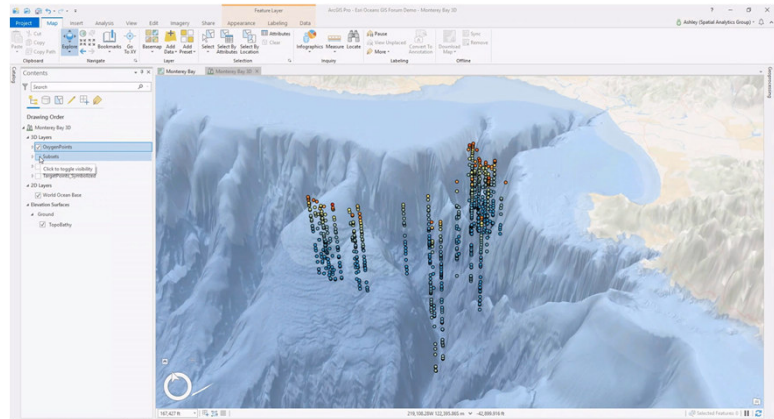 Feature Layer
ArcGIS Pro - Esri Oceans GIS Forum Demo - Monterey Bay
Project Map Insert Analysis View Edit Imagery Share Appearance Labeling Data
Ashley (Spatial Analytics Group)
Paste
Cut
Copy
Copy Path
Explore
Bookmarks
Go To XY
Basemap
Add Data
Add Preset
Select
Select By Attributes
Select By Location
Attributes
Clear
Infographics
Measure
Locate
Pause
View Unplaced
More
Convert To Annotation
Download Map
Sync
Remove
Clipboard Navigate Layer Selection Inquiry Labeling Offline
Catalog
Contents
Monterey Bay
Monterey Bay 3D
Geoprocessing
Search
Drawing Order
Monterey Bay 3D
3D Layers
OxygenPoints
Subsets
Click to toggle visibility
2D Layers
World Ocean Base
Elevation Surfaces
Ground
TopoBathy
Selected Features: 0